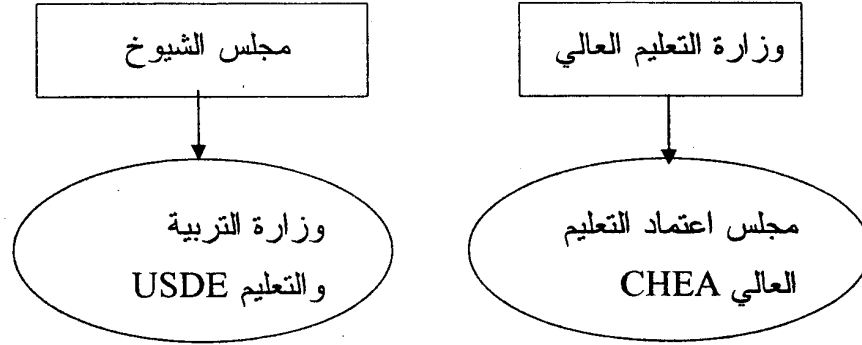 وزارة التعليم العالي
مجلس الشيوخ
مجلس اعتماد التعليم
العالي CHEA
وزارة التربية
والتعليم USDE